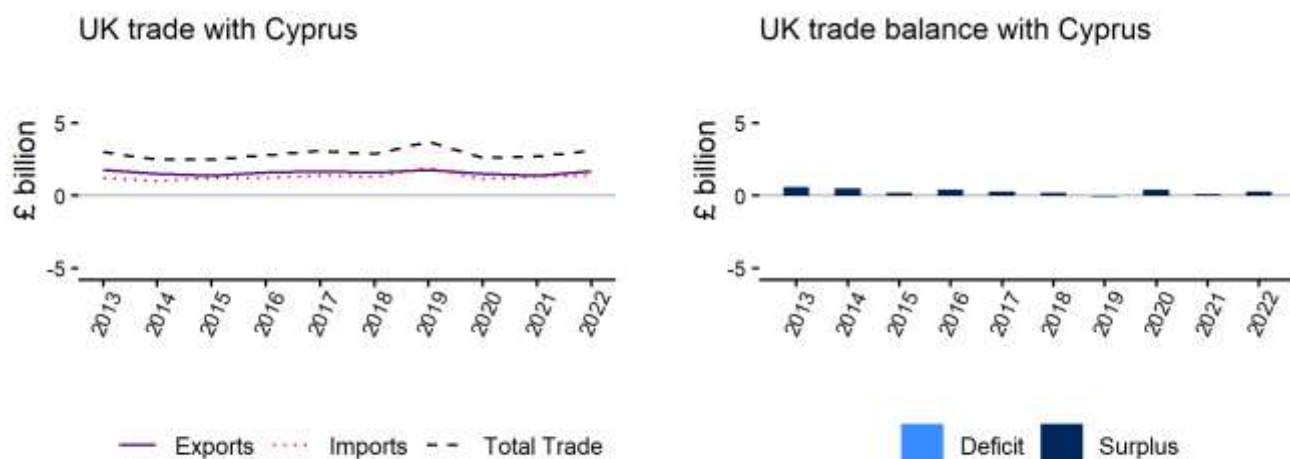 UK trade with Cyprus
£ billion
5
0
-5
2013 2014 2015 2016 2017 2018 2019 2020 2021 2022
Exports Imports Total Trade
UK trade balance with Cyprus
£ billion
5
0
-5
2013 2014 2015 2016 2017 2018 2019 2020 2021 2022
Deficit Surplus